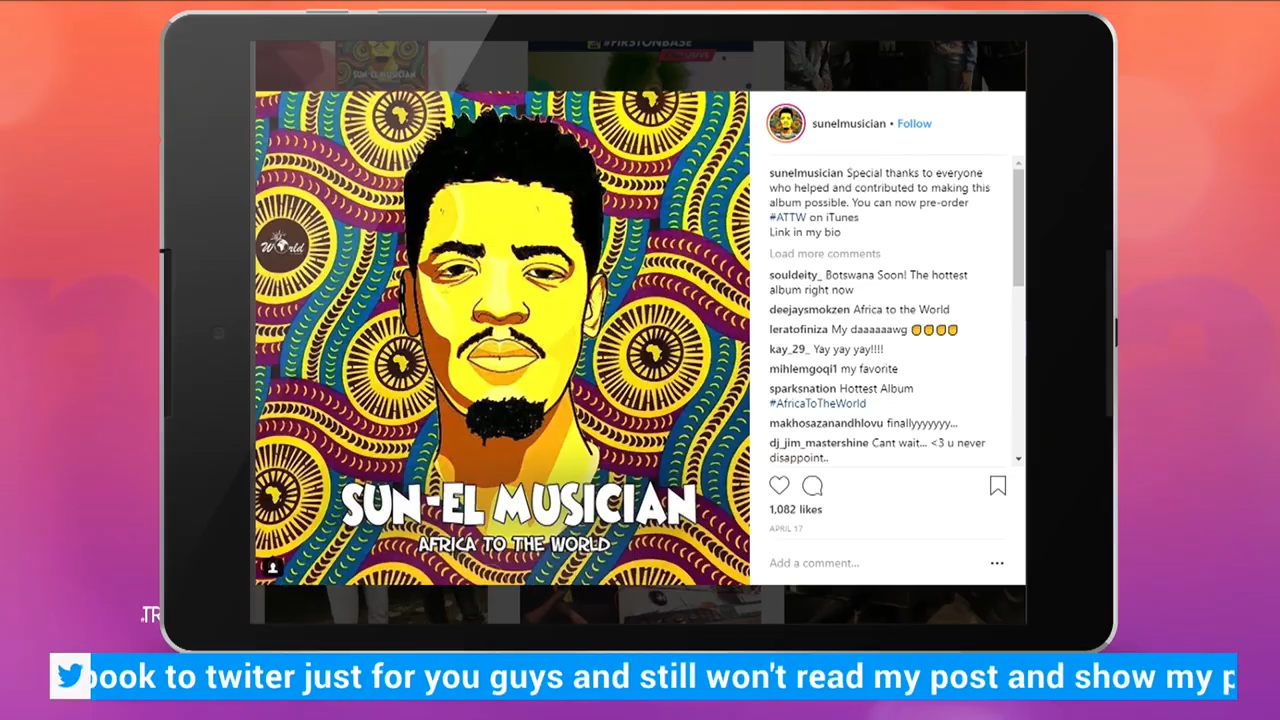 #FIRSTONBASE
SUN-EL MUSICIAN
World
SUN-EL MUSICIAN
AFRICA TO THE WORLD
sunelmusician • Follow
sunelmusician Special thanks to everyone
who helped and contributed to making this
album possible. You can now pre-order
#ATTW on iTunes
Link in my bio
Load more comments
souldeity_ Botswana Soon! The hottest
album right now
deejaysmokzen Africa to the World
leratofiniza My daaaaaawg ✊✊✊✊
kay_29_ Yay yay yay!!!!
mihlemgoqi1 my favorite
sparksnation Hottest Album
#AfricaToTheWorld
makhosazanandhlovu finallyyyyyyy...
dj_jim_mastershine Cant wait... <3 u never
disappoint..
1,082 likes
APRIL 17
Add a comment...
.TR
book to twiter just for you guys and still won't read my post and show my p